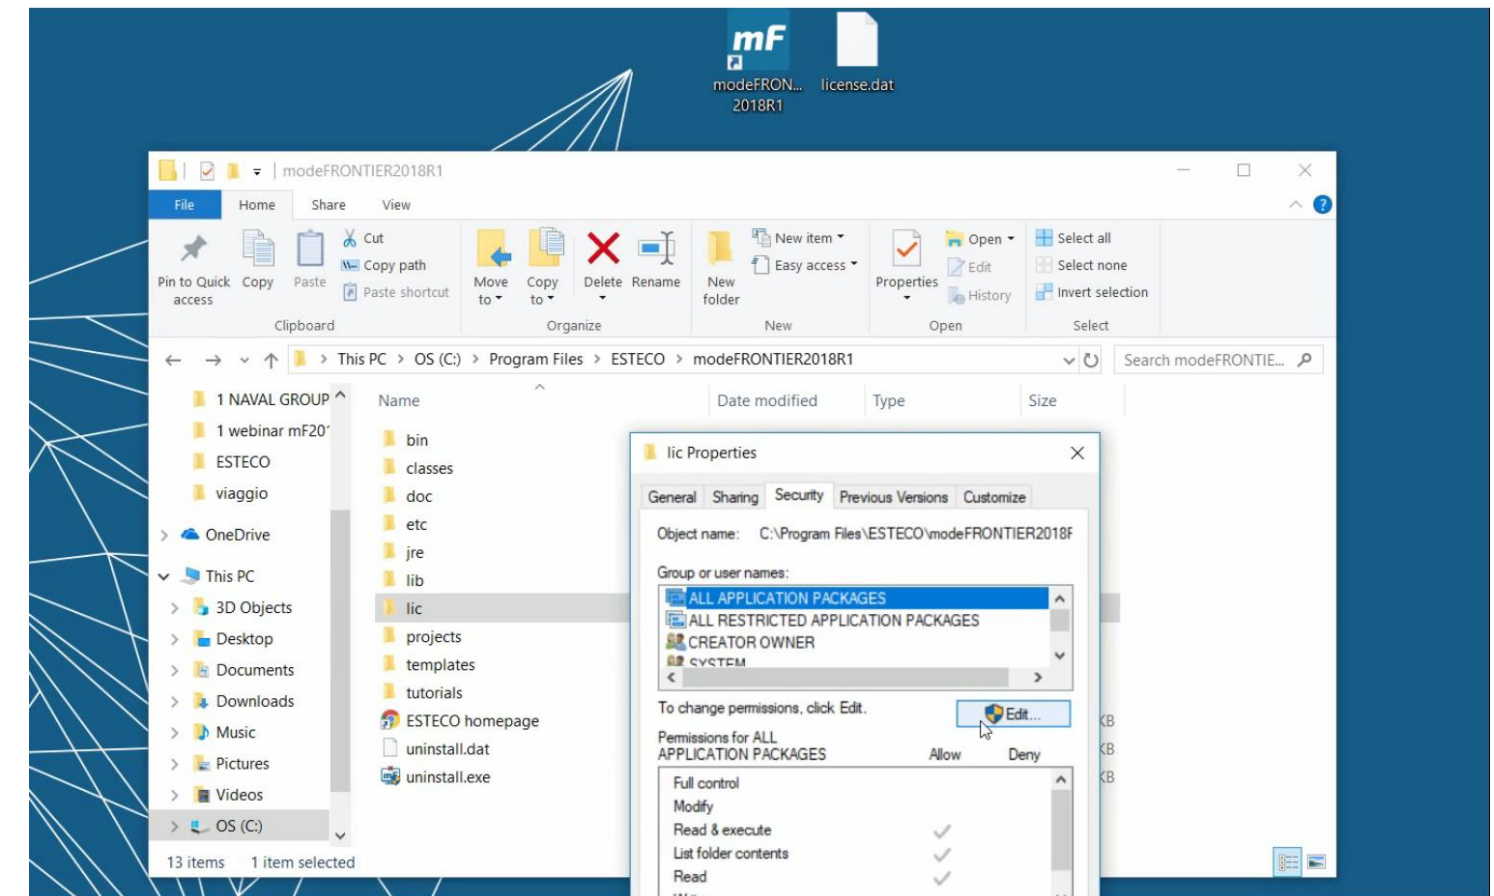 mF
modeFRON... license.dat
2018R1
modeFRONTIER2018R1
File Home Share View
Pin to Quick access
Copy
Paste
Cut
Copy path
Paste shortcut
Move to
Copy to
Delete
Rename
New folder
New item
Easy access
Properties
Open
Edit
History
Select all
Select none
Invert selection
Clipboard Organize New Open Select
This PC > OS (C:) > Program Files > ESTECO > modeFRONTIER2018R1
Search modeFRONTIE...
1 NAVAL GROUP
1 webinar mF20
ESTECO
viaggio
OneDrive
This PC
3D Objects
Desktop
Documents
Downloads
Music
Pictures
Videos
OS (C:)
Name Date modified Type Size
bin
classes
doc
etc
jre
lib
lic
projects
templates
tutorials
ESTECO homepage
uninstall.dat
uninstall.exe
KB
KB
KB
lic Properties
General Sharing Security Previous Versions Customize
Object name: C:\Program Files\ESTECO\modeFRONTIER2018F
Group or user names:
ALL APPLICATION PACKAGES
ALL RESTRICTED APPLICATION PACKAGES
CREATOR OWNER
SYSTEM
To change permissions, click Edit.
Edit...
Permissions for ALL
APPLICATION PACKAGES Allow Deny
Full control
Modify
Read & execute
List folder contents
Read
13 items 1 item selected